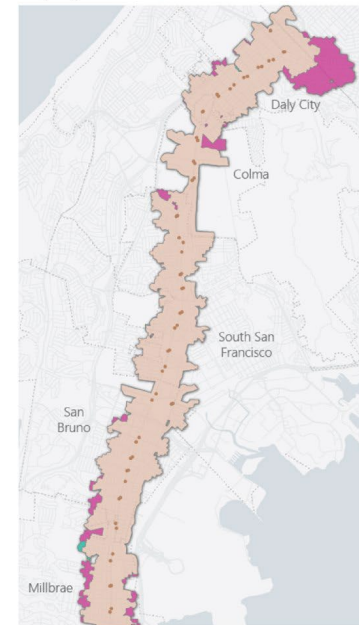 Daly City
Colma
South San
Francisco
San
Bruno
Millbrae